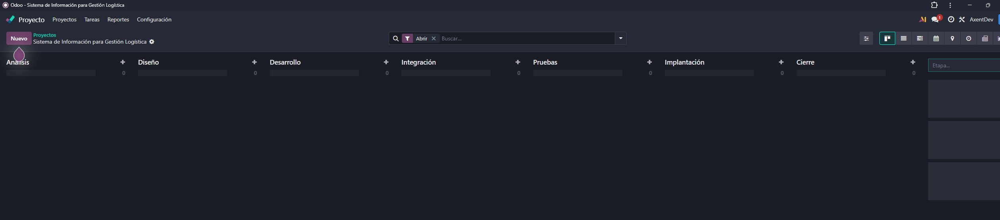 Odoo - Sistema de Información para Gestión Logística
Proyecto Proyectos Tareas Reportes Configuración
AI 1 AxentDev
Nuevo
Proyectos
Sistema de Información para Gestión Logística
Abrir Buscar...
Análisis Diseño Desarrollo Integración Pruebas Implantación Cierre
Etapa...
0 0 0 0 0 0 0